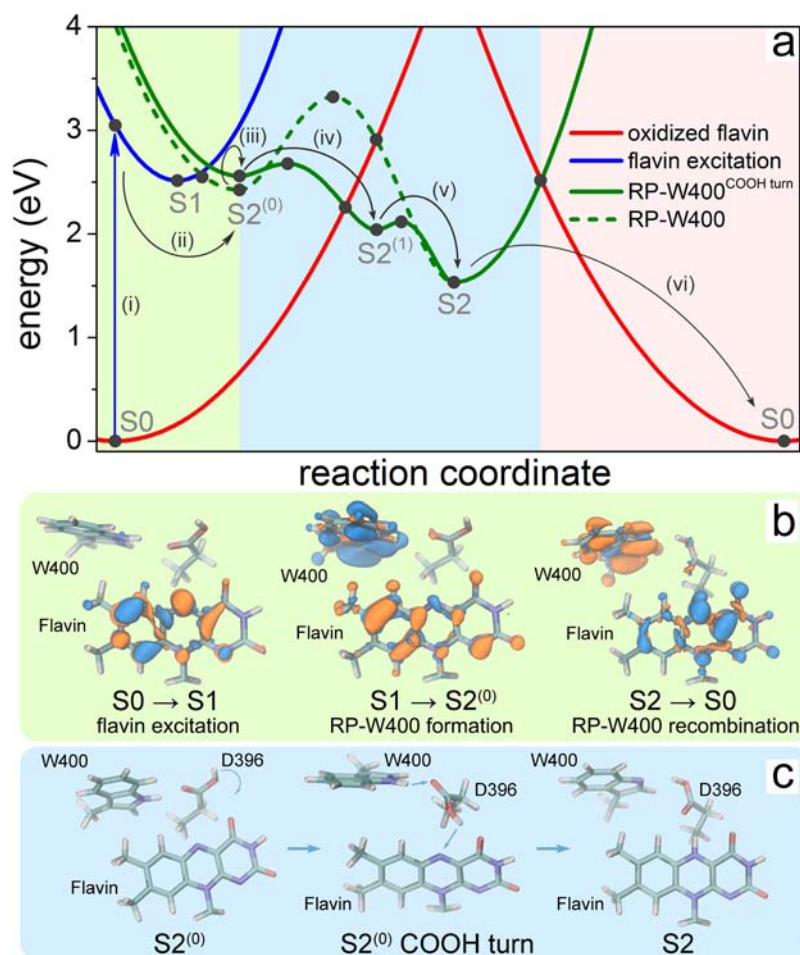 a
energy (eV)
4
3
2
1
0
oxidized flavin
flavin excitation
RP-W400^COOH turn
RP-W400
(i)
(ii)
(iii)
(iv)
(v)
(vi)
S1
S2^(0)
S2^(1)
S2
S0
S0
reaction coordinate
b
W400
Flavin
S0 → S1
flavin excitation
W400
Flavin
S1 → S2^(0)
RP-W400 formation
W400
Flavin
S2 → S0
RP-W400 recombination
c
W400
D396
Flavin
S2^(0)
W400
D396
Flavin
S2^(0) COOH turn
W400
D396
Flavin
S2